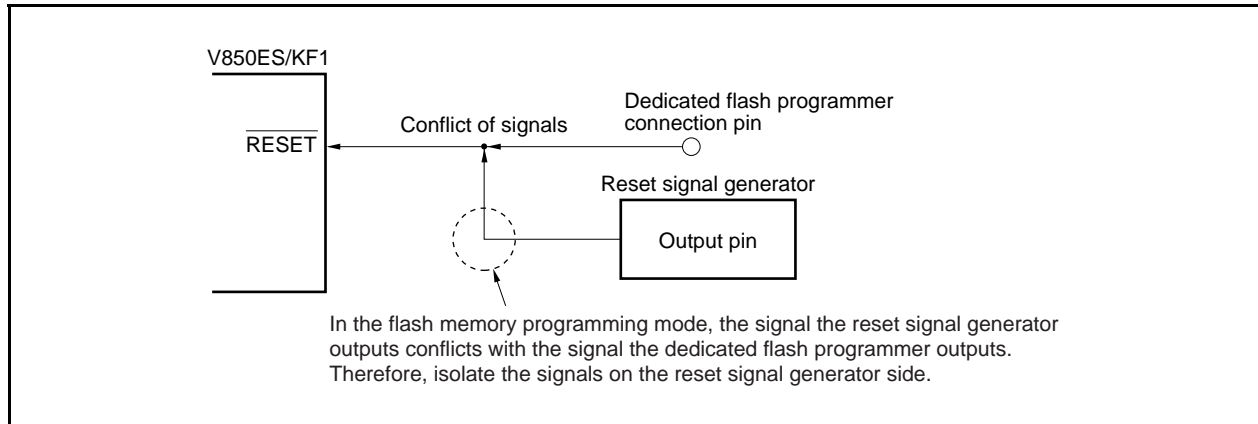 V850ES/KF1
Dedicated flash programmer
connection pin
Conflict of signals
RESET
Reset signal generator
Output pin
In the flash memory programming mode, the signal the reset signal generator
outputs conflicts with the signal the dedicated flash programmer outputs.
Therefore, isolate the signals on the reset signal generator side.